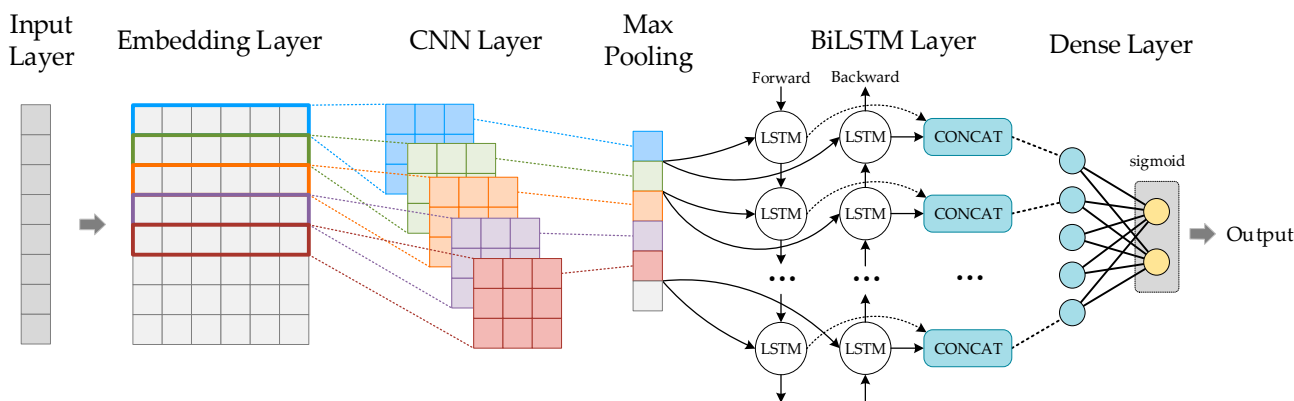 Input
Layer
Embedding Layer
CNN Layer
Max
Pooling
BiLSTM Layer
Dense Layer
Forward
Backward
LSTM
LSTM
CONCAT
sigmoid
LSTM
LSTM
CONCAT
Output
...
...
...
LSTM
LSTM
CONCAT